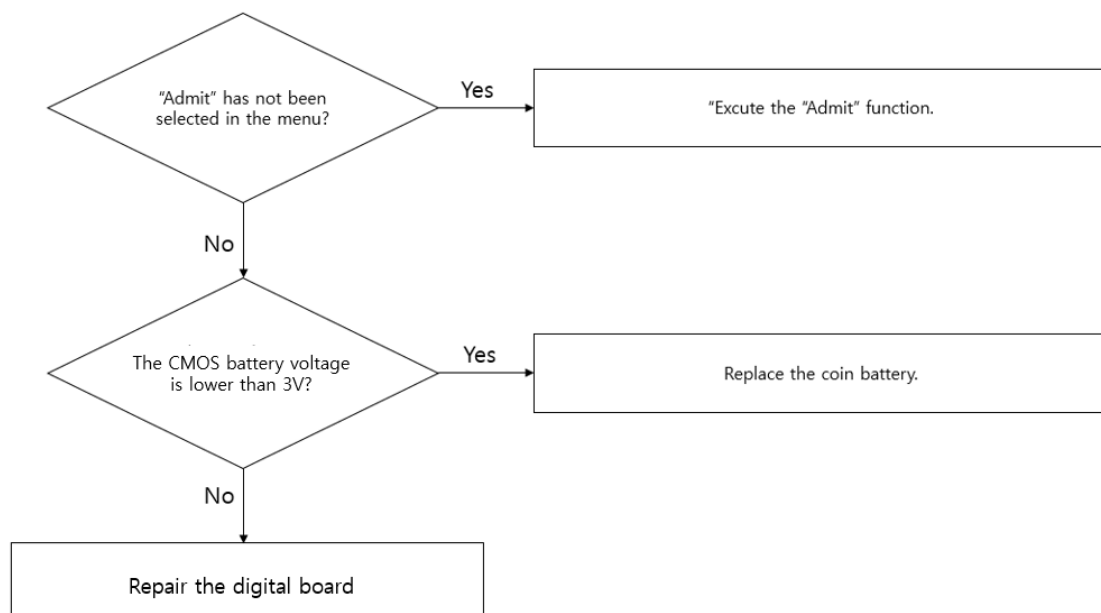 "Admit" has not been
selected in the menu?
Yes
"Excute the "Admit" function.
No
The CMOS battery voltage
is lower than 3V?
Yes
Replace the coin battery.
No
Repair the digital board